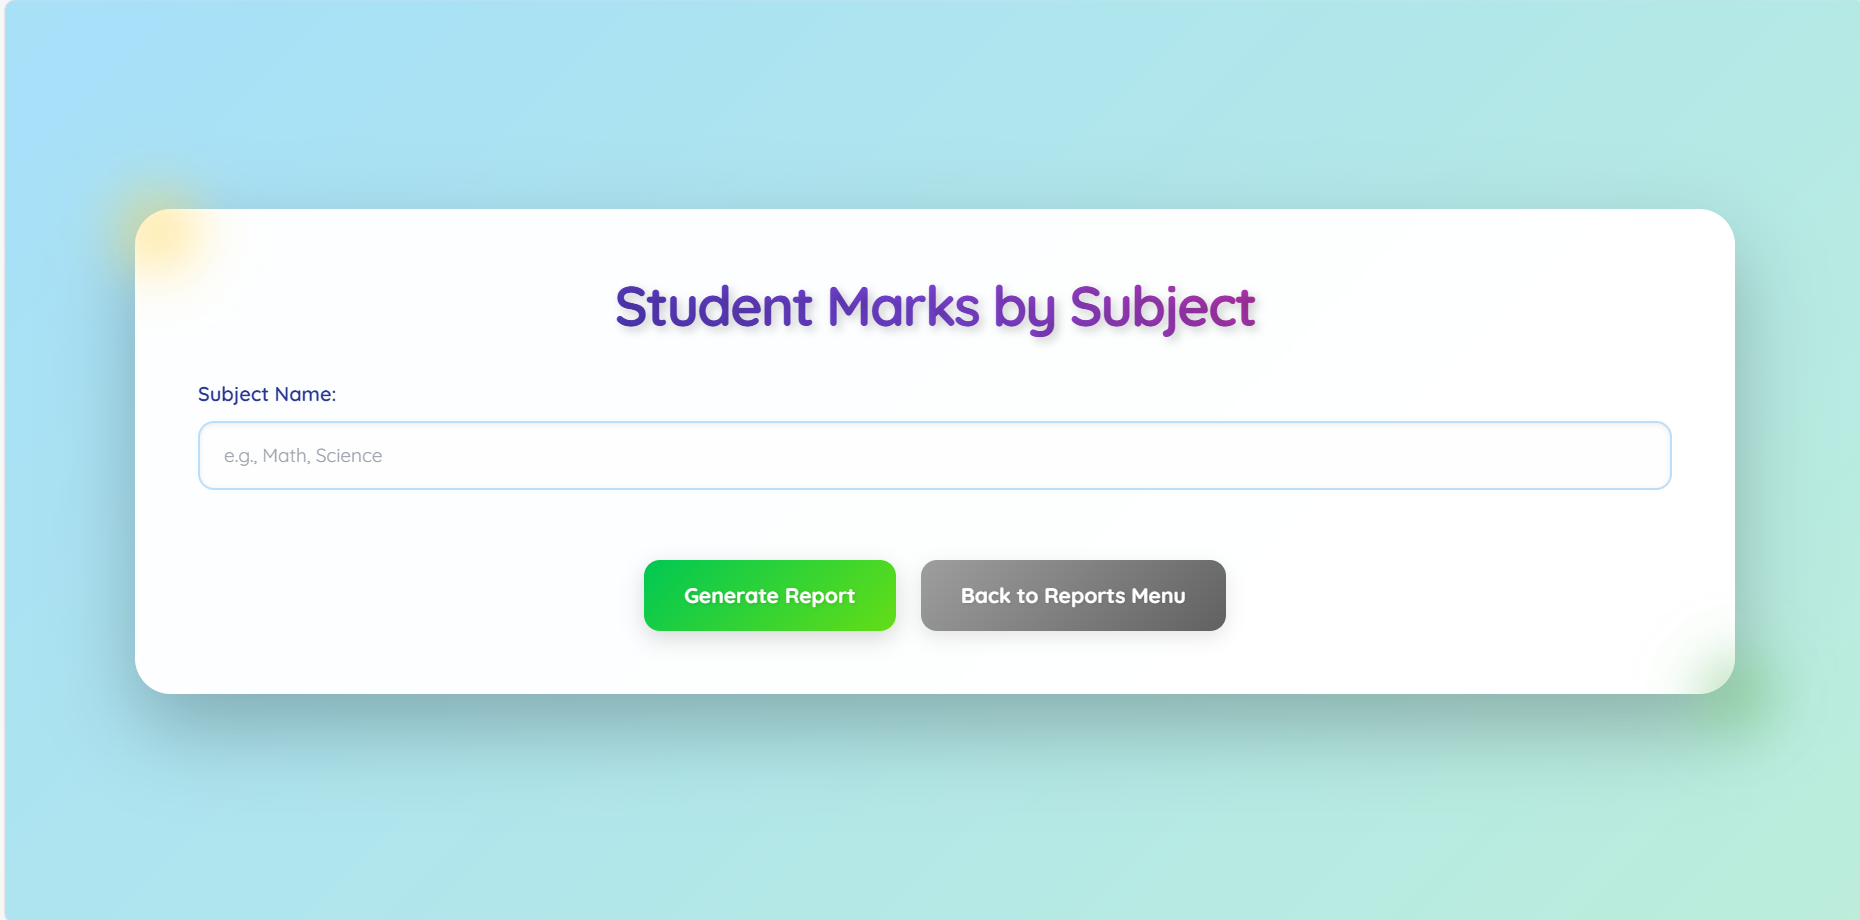 Student Marks by Subject
Subject Name:
e.g., Math, Science
Generate Report
Back to Reports Menu